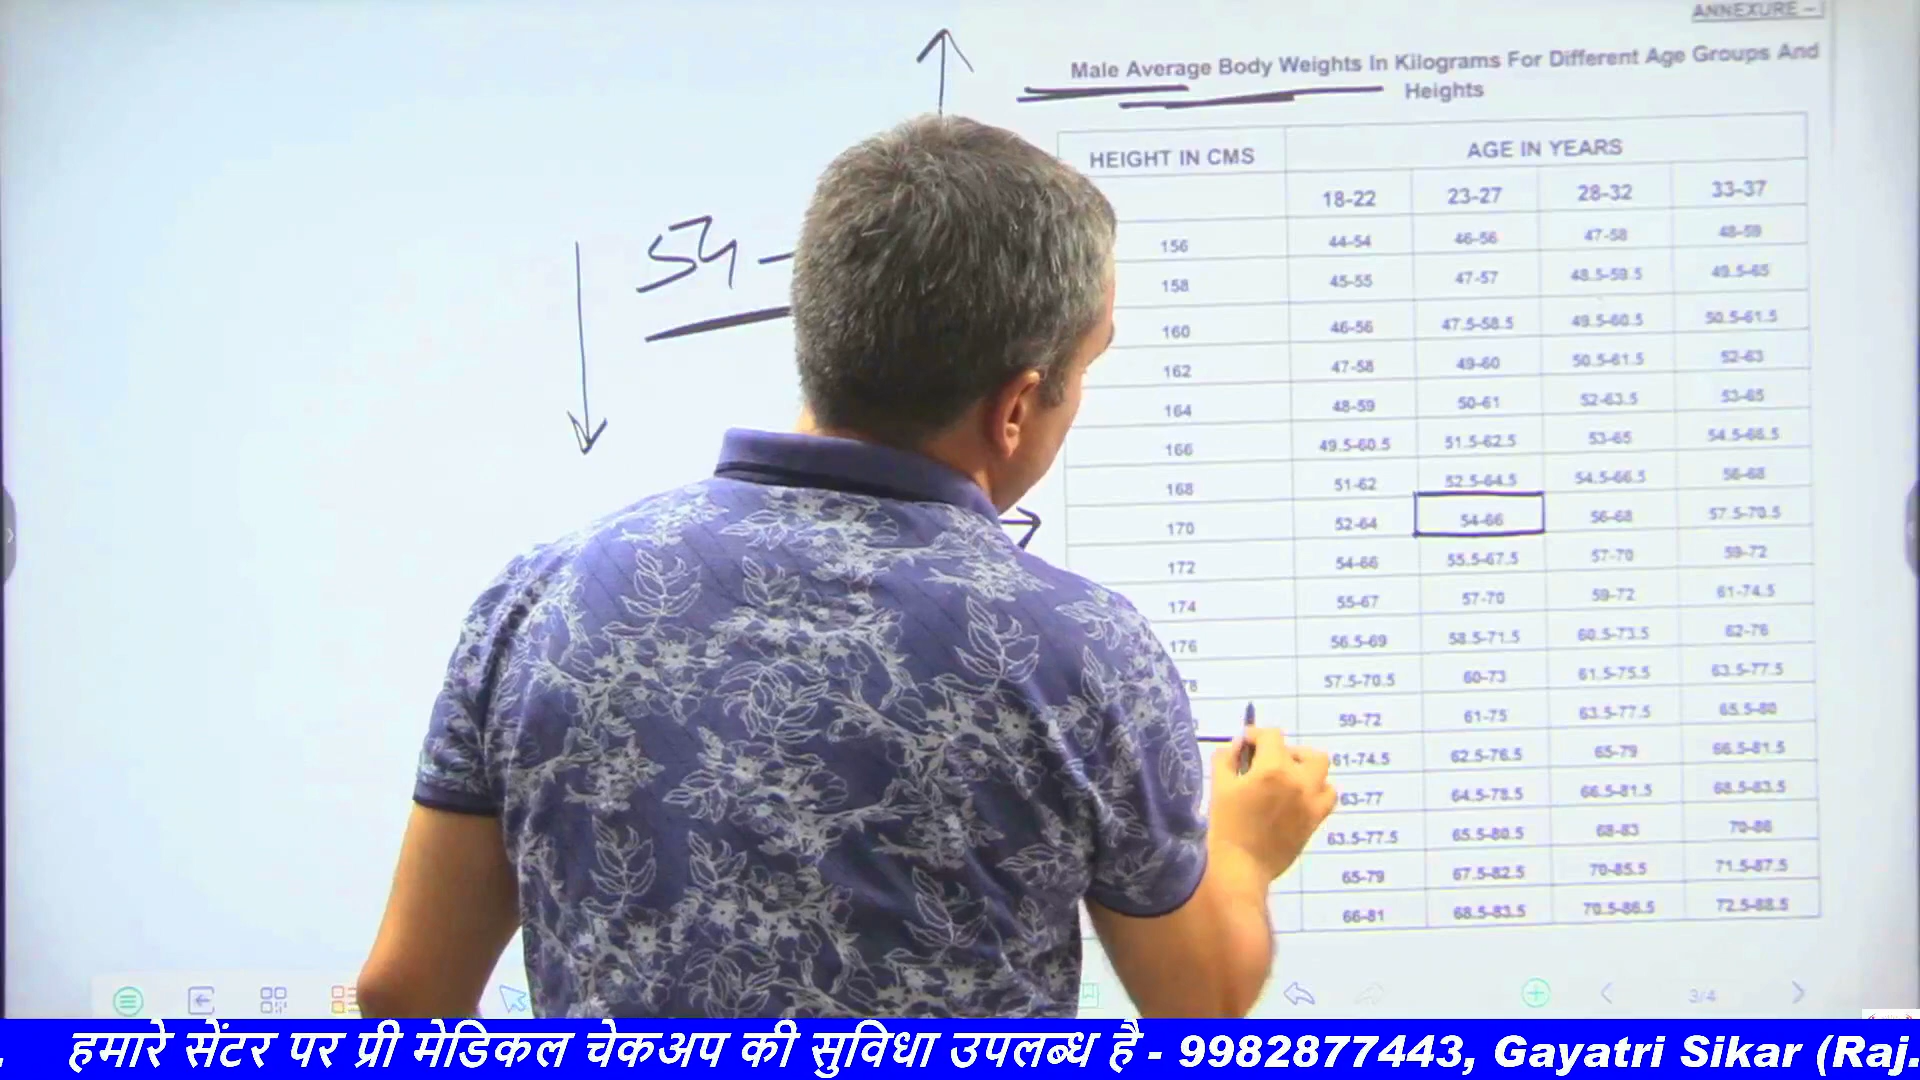 ANNEXURE –
Male Average Body Weights In Kilograms For Different Age Groups And
Heights
HEIGHT IN CMS AGE IN YEARS
18-22 23-27 28-32 33-37
156 44-54 46-56 47-58 48-59
158 45-55 47-57 48.5-59.5 49.5-65
160 46-56 47.5-58.5 49.5-60.5 50.5-61.5
162 47-58 49-60 50.5-61.5 52-63
164 48-59 50-61 52-63.5 53-65
166 49.5-60.5 51.5-62.5 53-65 54.5-66.5
168 51-62 52.5-64.5 54.5-66.5 56-68
170 52-64 54-66 56-68 57.5-70.5
172 54-66 55.5-67.5 57-70 59-72
174 55-67 57-70 59-72 61-74.5
176 56.5-69 58.5-71.5 60.5-73.5 62-76
57.5-70.5 60-73 61.5-75.5 63.5-77.5
59-72 61-75 63.5-77.5 65.5-80
61-74.5 62.5-76.5 65-79 66.5-81.5
63-77 64.5-78.5 66.5-81.5 68.5-83.5
63.5-77.5 65.5-80.5 68-83 70-86
65-79 67.5-82.5 70-85.5 71.5-87.5
66-81 68.5-83.5 70.5-86.5 72.5-88.5
54 -
3/4
हमारे सेंटर पर प्री मेडिकल चेकअप की सुविधा उपलब्ध है - 9982877443, Gayatri Sikar (Raj.